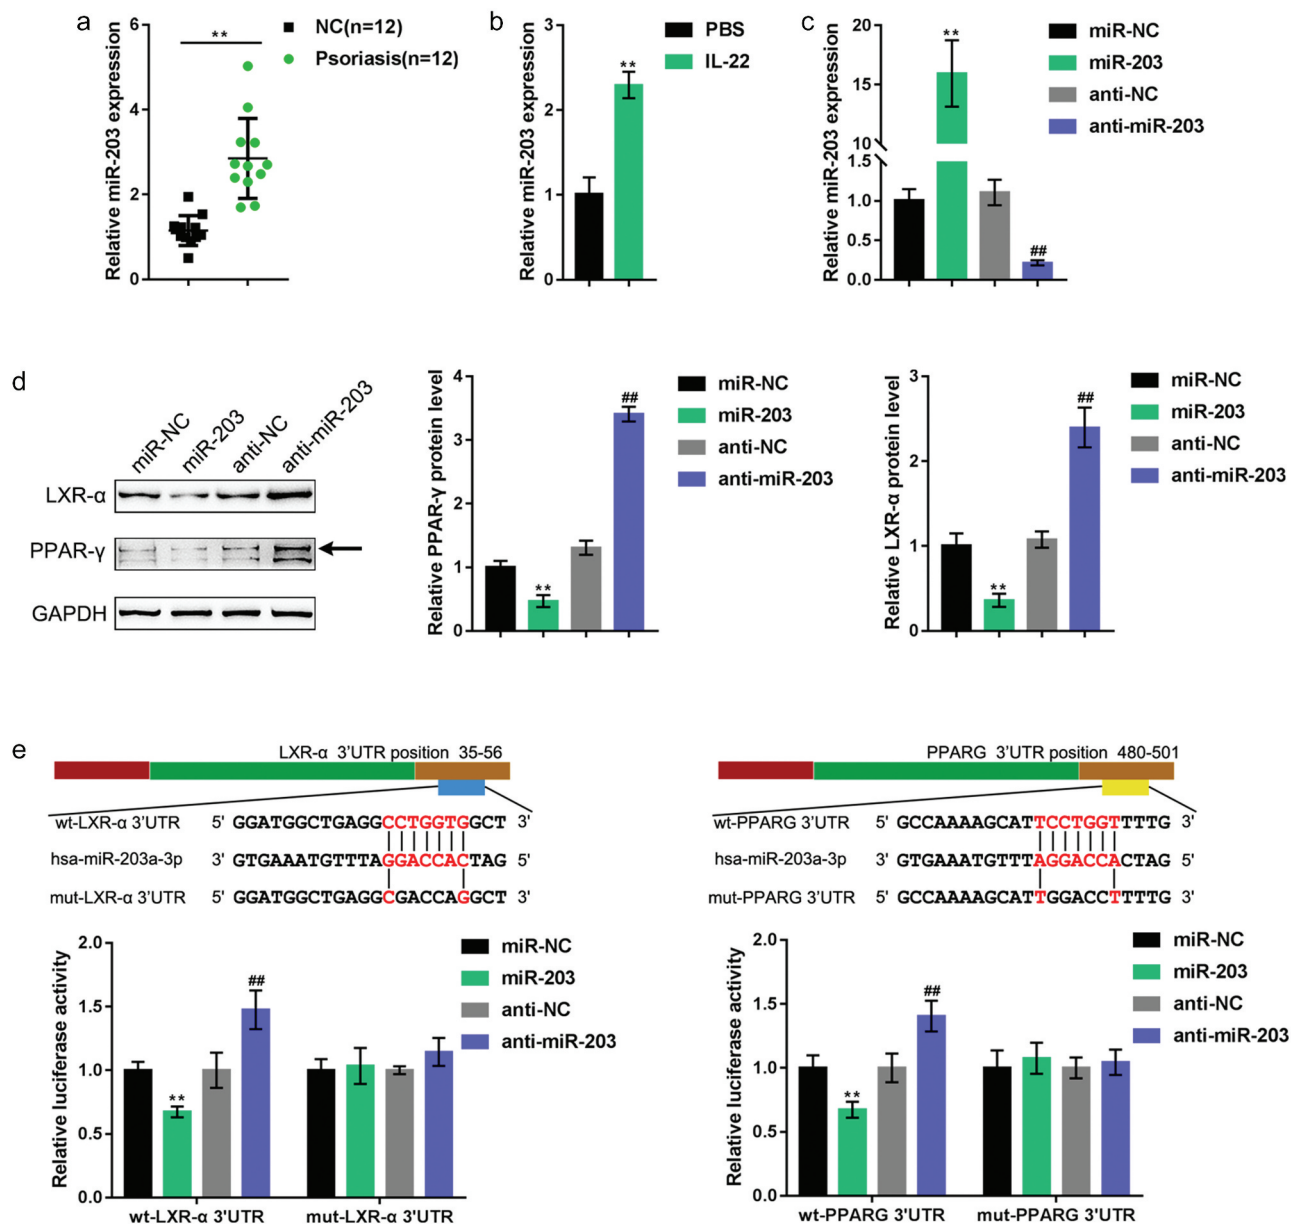 a
Relative miR-203 expression
6
4
2
0
**
NC(n=12)
Psoriasis(n=12)
b
Relative miR-203 expression
3
2
1
0
**
PBS
IL-22
c
Relative miR-203 expression
20
15
10
1.5
1.0
0.5
0.0
**
##
miR-NC
miR-203
anti-NC
anti-miR-203
d
miR-NC
miR-203
anti-NC
anti-miR-203
LXR-α
PPAR-γ
GAPDH
Relative PPAR-γ protein level
4
3
2
1
0
**
##
miR-NC
miR-203
anti-NC
anti-miR-203
Relative LXR-α protein level
3
2
1
0
**
##
miR-NC
miR-203
anti-NC
anti-miR-203
e
LXR-α 3'UTR position 35-56
wt-LXR-α 3'UTR 5' GGATGGCTGAGGCCTGGTGGCT 3'
hsa-miR-203a-3p 3' GTGAAATGTTTAGGACCACTAG 5'
mut-LXR-α 3'UTR 5' GGATGGCTGAGGCGACCAGGCT 3'
Relative luciferase activity
2.0
1.5
1.0
0.5
0.0
**
##
wt-LXR-α 3'UTR
mut-LXR-α 3'UTR
miR-NC
miR-203
anti-NC
anti-miR-203
PPARG 3'UTR position 480-501
wt-PPARG 3'UTR 5' GCCAAAAGCATTCCTGGTTTTG 3'
hsa-miR-203a-3p 3' GTGAAATGTTTAGGACCACTAG 5'
mut-PPARG 3'UTR 5' GCCAAAAGCATTGGACCTTTTG 3'
Relative luciferase activity
2.0
1.5
1.0
0.5
0.0
**
##
wt-PPARG 3'UTR
mut-PPARG 3'UTR
miR-NC
miR-203
anti-NC
anti-miR-203